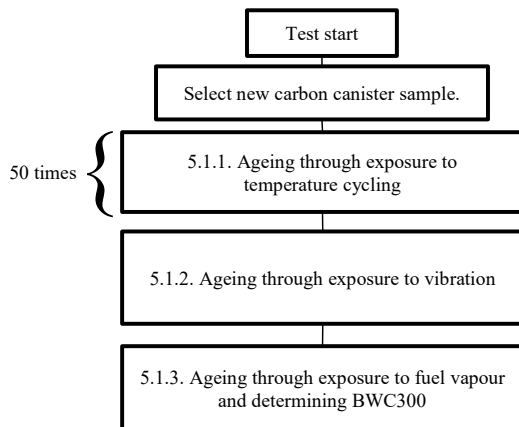 Test start
Select new carbon canister sample.
50 times
5.1.1. Ageing through exposure to
temperature cycling
5.1.2. Ageing through exposure to vibration
5.1.3. Ageing through exposure to fuel vapour
and determining BWC300